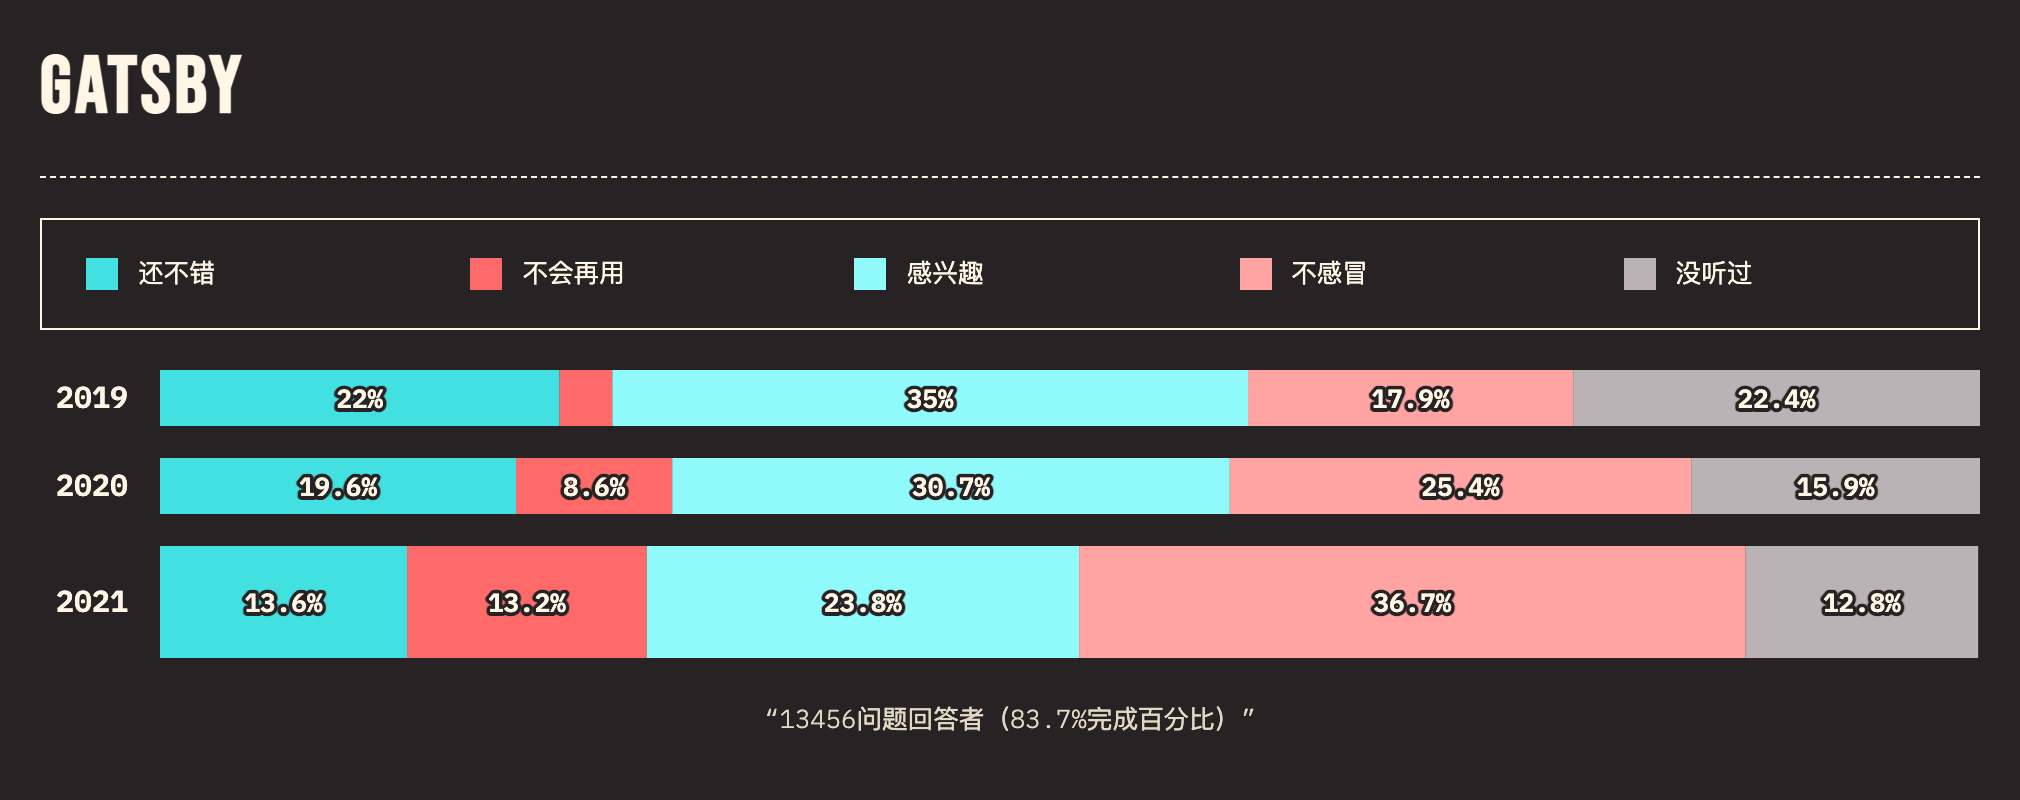 GATSBY
还不错 不会再用 感兴趣 不感冒 没听过
2019 22% 35% 17.9% 22.4%
2020 19.6% 8.6% 30.7% 25.4% 15.9%
2021 13.6% 13.2% 23.8% 36.7% 12.8%
“13456问题回答者（83.7%完成百分比）”